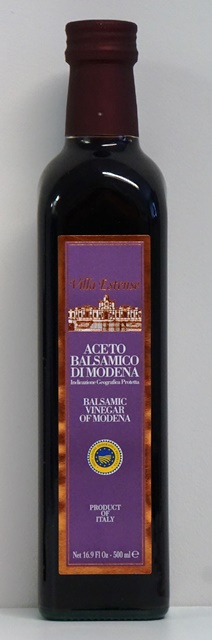 Villa Estense
ACETO
BALSAMICO
DI MODENA
Indicazione Geografica Protetta
BALSAMIC
VINEGAR
OF MODENA
PRODUCT
OF
ITALY
Net 16.9 Fl Oz - 500 ml ℮